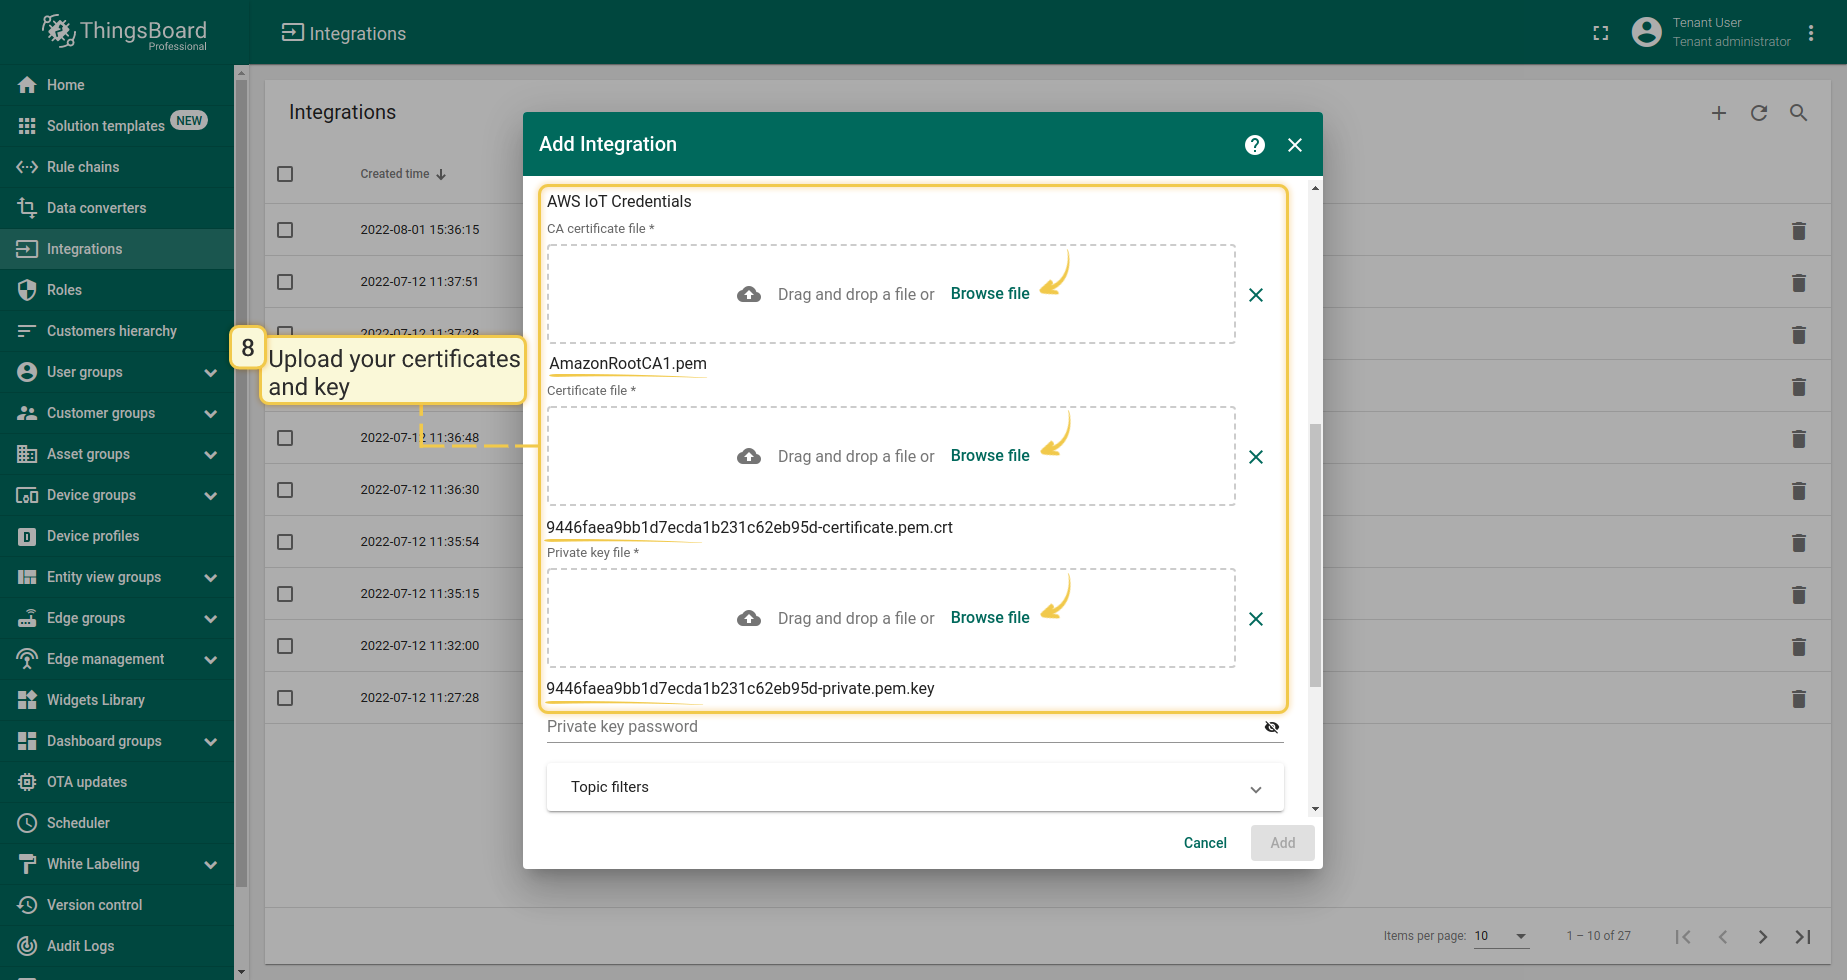 ThingsBoard
Professional
Integrations
Tenant User
Tenant administrator
Home
Solution templates NEW
Rule chains
Data converters
Integrations
Roles
Customers hierarchy
User groups
Customer groups
Asset groups
Device groups
Device profiles
Entity view groups
Edge groups
Edge management
Widgets Library
Dashboard groups
OTA updates
Scheduler
White Labeling
Version control
Audit Logs
Integrations
Created time
2022-08-01 15:36:15
2022-07-12 11:37:51
2022-07-12 11:37:28
2022-07-12 11:36:48
2022-07-12 11:36:30
2022-07-12 11:35:54
2022-07-12 11:35:15
2022-07-12 11:32:00
2022-07-12 11:27:28
8
Upload your certificates
and key
Add Integration
AWS IoT Credentials
CA certificate file *
Drag and drop a file or Browse file
AmazonRootCA1.pem
Certificate file *
Drag and drop a file or Browse file
9446faea9bb1d7ecda1b231c62eb95d-certificate.pem.crt
Private key file *
Drag and drop a file or Browse file
9446faea9bb1d7ecda1b231c62eb95d-private.pem.key
Private key password
Topic filters
Cancel
Add
Items per page: 10
1 – 10 of 27